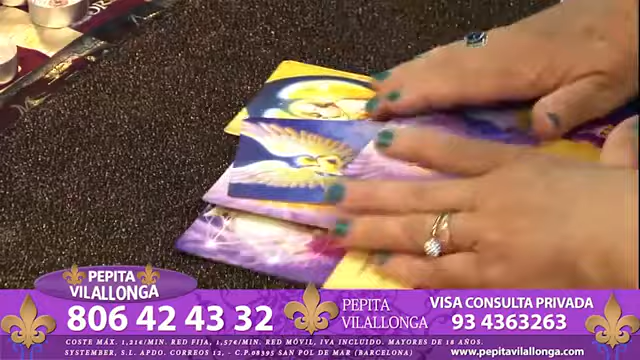 PEPITA
VILALLONGA
806 42 43 32
PEPITA
VILALLONGA
VISA CONSULTA PRIVADA
93 4363263
COSTE MÁX. 1,21€/MIN. RED FIJA, 1,57€/MIN. RED MÓVIL, IVA INCLUIDO. MAYORES DE 18 AÑOS.
SYSTEMBER, S.L. APDO. CORREOS 12, - C.P.08395 SAN POL DE MAR (BARCELONA)
www.pepitavilallonga.com